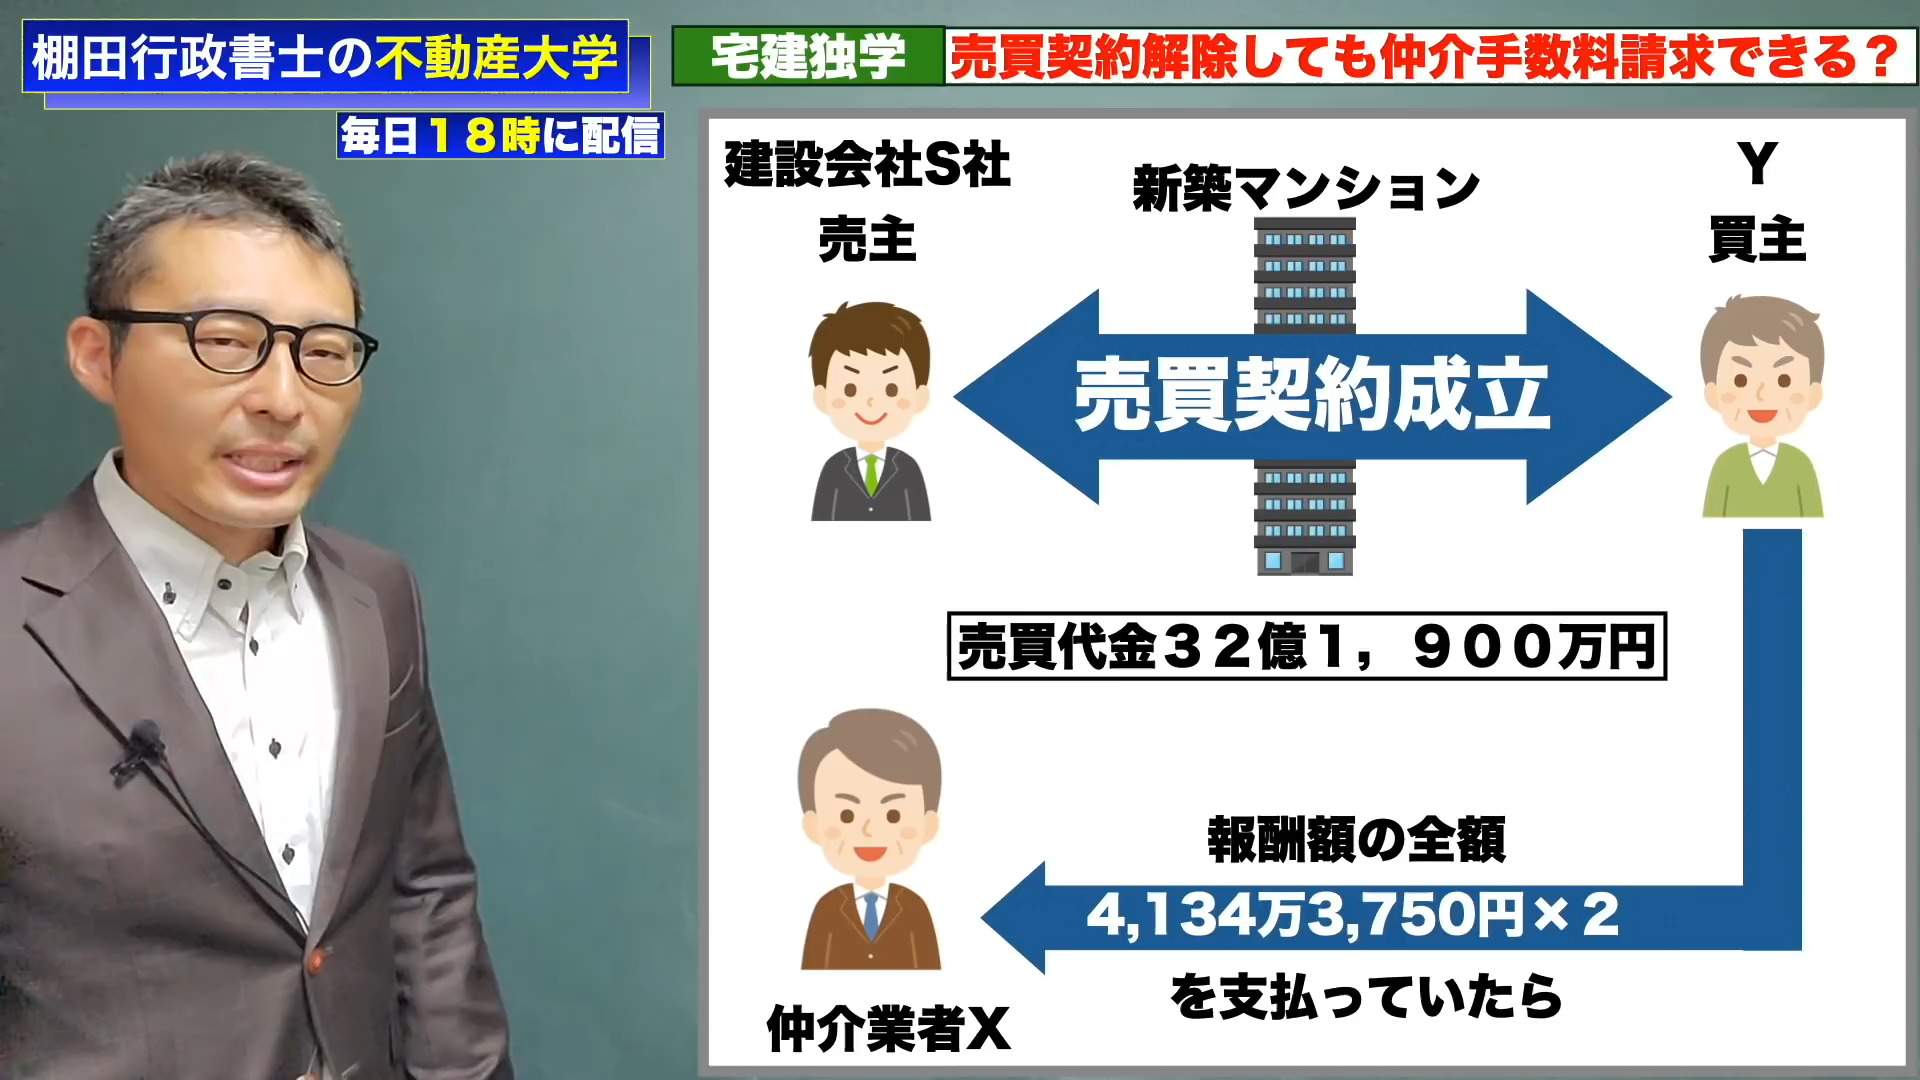 棚田行政書士の不動産大学
毎日１８時に配信
宅建独学
売買契約解除しても仲介手数料請求できる？
建設会社S社
売主
新築マンション
Y
買主
売買契約成立
売買代金３２億１，９００万円
報酬額の全額
4,134万3,750円×２
を支払っていたら
仲介業者X